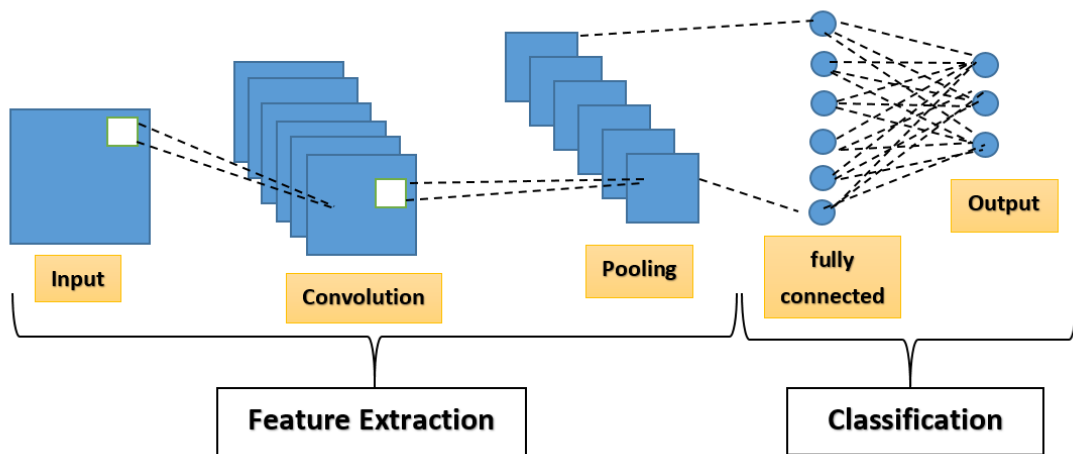 Input
Convolution
Pooling
fully
connected
Output
Feature Extraction
Classification